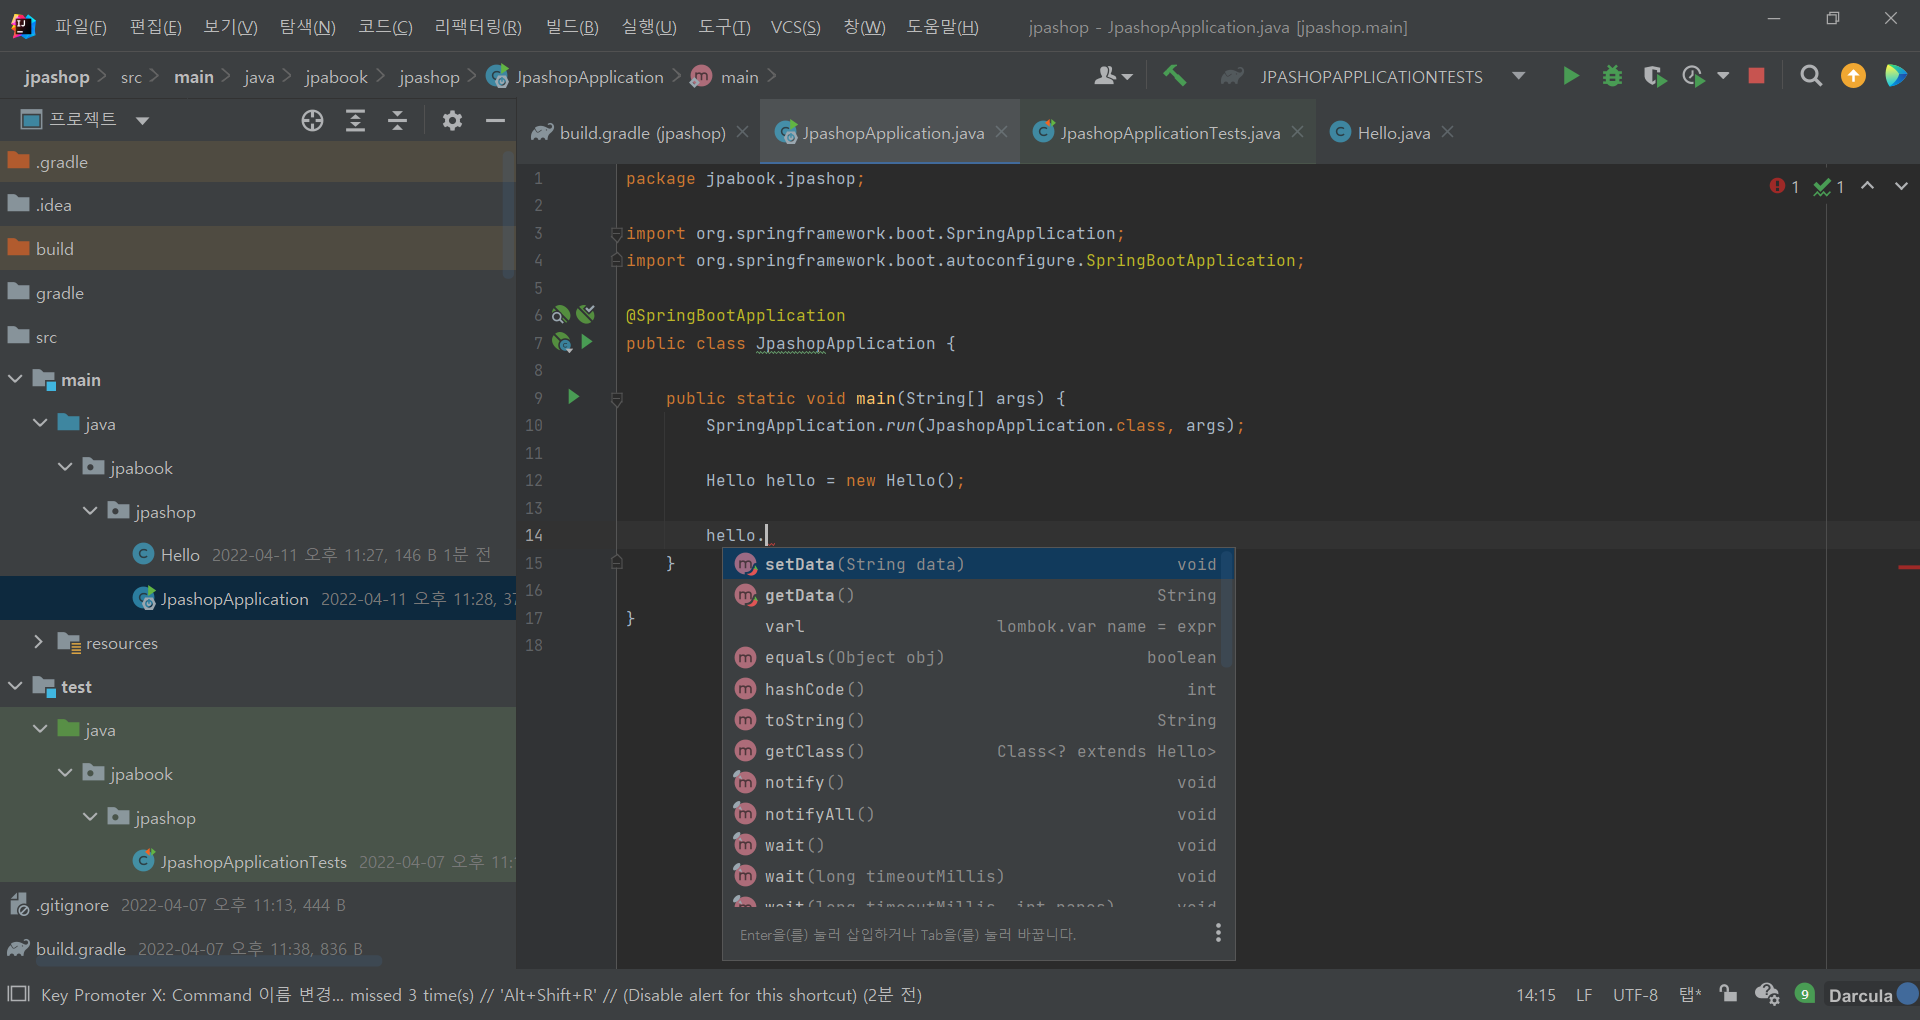 파일(F) 편집(E) 보기(V) 탐색(N) 코드(C) 리팩터링(R) 빌드(B) 실행(U) 도구(T) VCS(S) 창(W) 도움말(H) jpashop - JpashopApplication.java [jpashop.main]
jpashop src main java jpabook jpashop JpashopApplication main JPASHOPAPPLICATIONTESTS
프로젝트
build.gradle (jpashop) JpashopApplication.java JpashopApplicationTests.java Hello.java
.gradle
.idea
build
gradle
src
main
java
jpabook
jpashop
Hello 2022-04-11 오후 11:27, 146 B 1분 전
JpashopApplication 2022-04-11 오후 11:28, 37
resources
test
java
jpabook
jpashop
JpashopApplicationTests 2022-04-07 오후 11:
.gitignore 2022-04-07 오후 11:13, 444 B
build.gradle 2022-04-07 오후 11:38, 836 B
1 package jpabook.jpashop;
2
3 import org.springframework.boot.SpringApplication;
4 import org.springframework.boot.autoconfigure.SpringBootApplication;
5
6 @SpringBootApplication
7 public class JpashopApplication {
8
9 public static void main(String[] args) {
10 SpringApplication.run(JpashopApplication.class, args);
11
12 Hello hello = new Hello();
13
14 hello.
15 }
16
17 }
18
1 1
setData(String data) void
getData() String
varl lombok.var name = expr
equals(Object obj) boolean
hashCode() int
toString() String
getClass() Class<? extends Hello>
notify() void
notifyAll() void
wait() void
wait(long timeoutMillis) void
wait(long timeoutMillis, int nanos) void
Enter을(를) 눌러 삽입하거나 Tab을(를) 눌러 바꿉니다.
Key Promoter X: Command 이름 변경... missed 3 time(s) // 'Alt+Shift+R' // (Disable alert for this shortcut) (2분 전) 14:15 LF UTF-8 탭* 9 Darcula